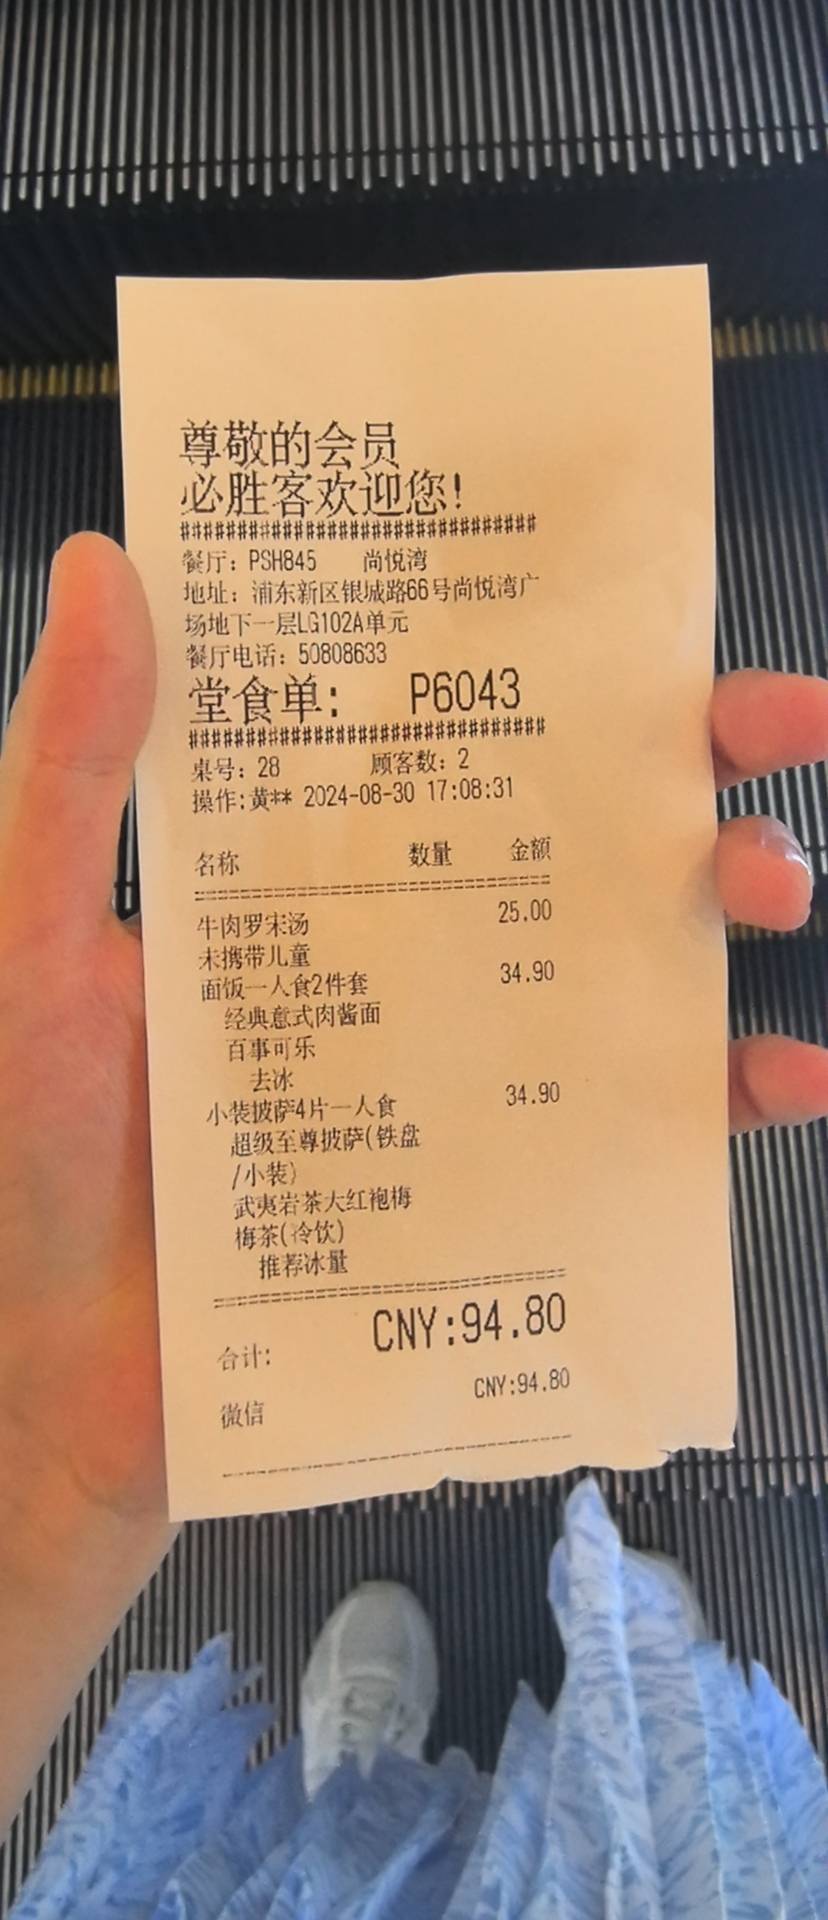 尊敬的会员
必胜客欢迎您!
################################
餐厅: PSH845 尚悦湾
地址: 浦东新区银城路66号尚悦湾广
场地下一层LG102A单元
餐厅电话: 50808633
堂食单: P6043
################################
桌号: 28 顾客数: 2
操作:黄** 2024-08-30 17:08:31
名称 数量 金额
牛肉罗宋汤 25.00
未携带儿童
面饭一人食2件套 34.90
经典意式肉酱面
百事可乐
去冰
小装披萨4片一人食 34.90
超级至尊披萨(铁盘
/小装)
武夷岩茶大红袍梅
梅茶(冷饮)
推荐冰量
合计: CNY:94.80
微信 CNY:94.80